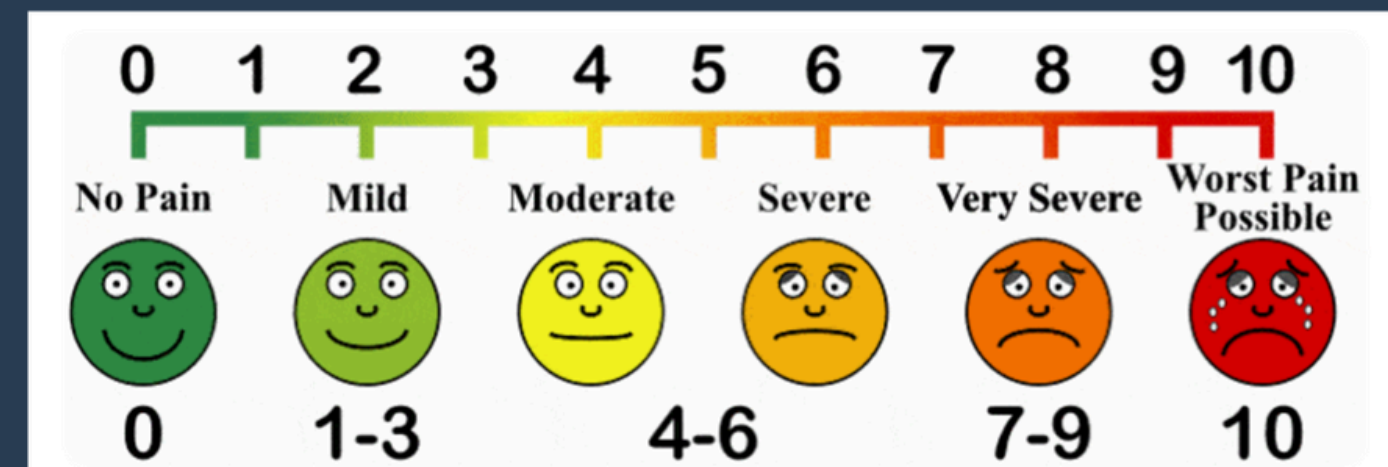 0 1 2 3 4 5 6 7 8 9 10
No Pain Mild Moderate Severe Very Severe Worst Pain
Possible
0 1-3 4-6 7-9 10